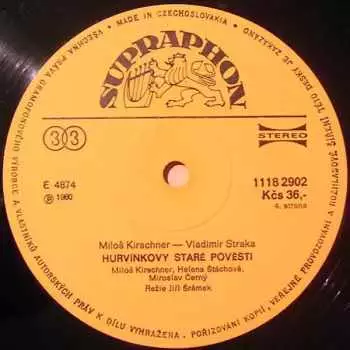 • MADE IN CZECHOSLOVAKIA •
VŠECHNA PRÁVA GRAMOFONOVÉHO VÝROBCE A VLASTNÍKŮ AUTORSKÝCH PRÁV K DÍLU VYHRAŽENA. POŘIZOVÁNÍ KOPIÍ, VEŘEJNÉ PROVOZOVÁNÍ A ROZHLASOVÉ ŠÍŘENÍ TÉTO DESKY JE ZAKÁZÁNO
SUPRAPHON
33
STEREO
E 4874
℗ 1980
1118 2902
Kčs 36,-
4. strana
Miloš Kirschner — Vladimír Straka
HURVÍNKOVY STARÉ POVĚSTI
Miloš Kirschner, Helena Štáchová,
Miroslav Černý
Režie Jiří Šrámek